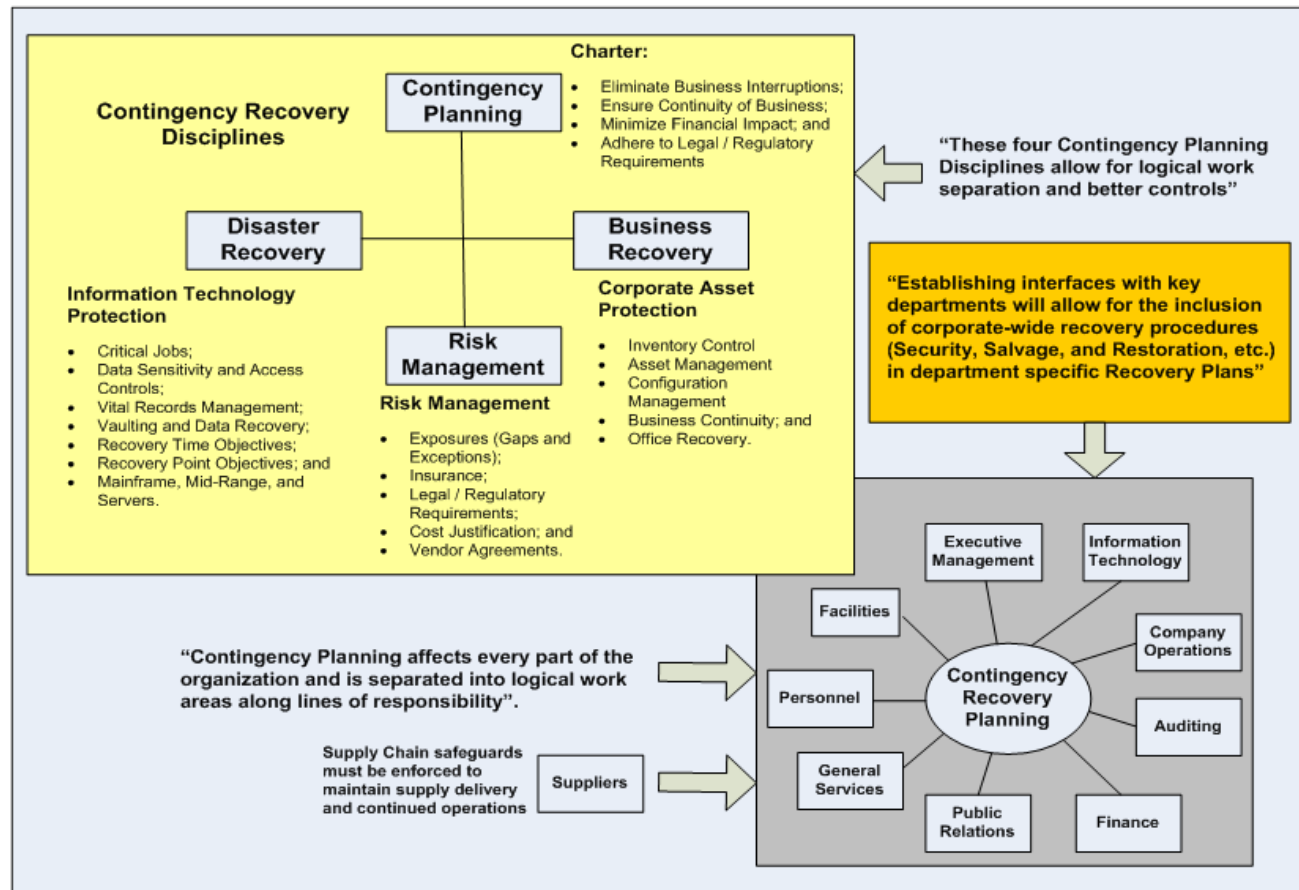 Contingency Recovery
Disciplines
Contingency
Planning
Charter:
• Eliminate Business Interruptions;
• Ensure Continuity of Business;
• Minimize Financial Impact; and
• Adhere to Legal / Regulatory
Requirements
“These four Contingency Planning
Disciplines allow for logical work
separation and better controls”
Disaster
Recovery
Business
Recovery
Information Technology
Protection
• Critical Jobs;
• Data Sensitivity and Access
Controls;
• Vital Records Management;
• Vaulting and Data Recovery;
• Recovery Time Objectives;
• Recovery Point Objectives; and
• Mainframe, Mid-Range, and
Servers.
Risk
Management
Risk Management
• Exposures (Gaps and
Exceptions);
• Insurance;
• Legal / Regulatory
Requirements;
• Cost Justification; and
• Vendor Agreements.
Corporate Asset
Protection
• Inventory Control
• Asset Management
• Configuration
Management
• Business Continuity; and
• Office Recovery.
“Establishing interfaces with key
departments will allow for the inclusion
of corporate-wide recovery procedures
(Security, Salvage, and Restoration, etc.)
in department specific Recovery Plans”
“Contingency Planning affects every part of the
organization and is separated into logical work
areas along lines of responsibility”.
Supply Chain safeguards
must be enforced to
maintain supply delivery
and continued operations
Suppliers
Executive
Management
Information
Technology
Facilities
Company
Operations
Personnel
Contingency
Recovery
Planning
Auditing
General
Services
Public
Relations
Finance